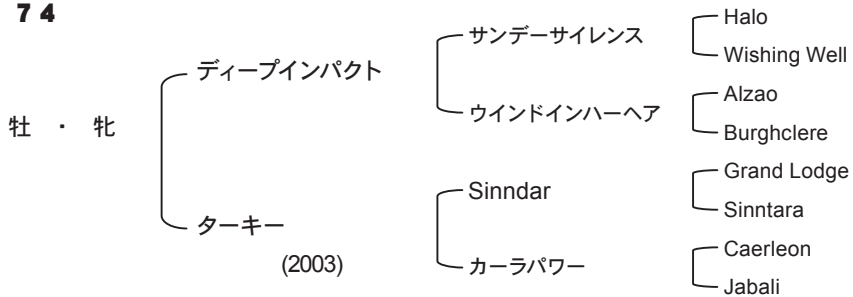 74
牡 ・ 牝
ディープインパクト
ターキー
(2003)
サンデーサイレンス
ウインドインハーヘア
Sinndar
カーラパワー
Halo
Wishing Well
Alzao
Burghclere
Grand Lodge
Sinntara
Caerleon
Jabali